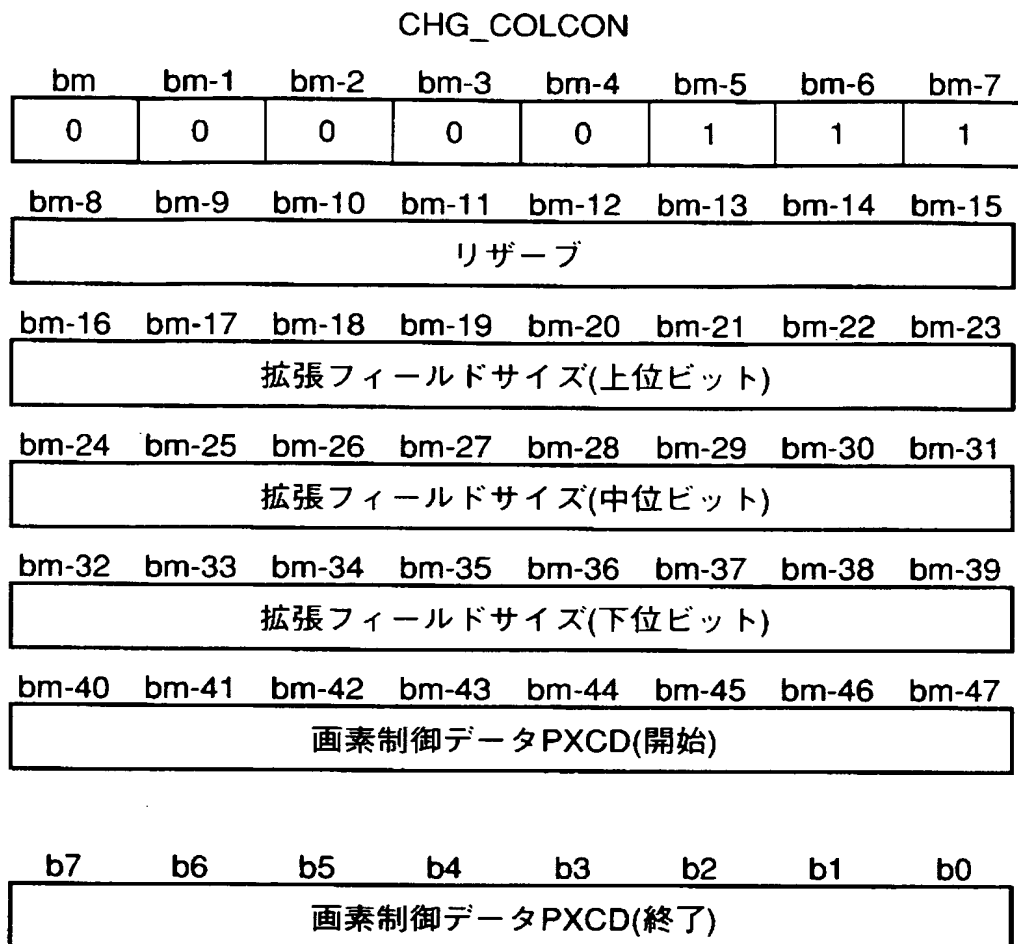 CHG_COLCON
bm bm-1 bm-2 bm-3 bm-4 bm-5 bm-6 bm-7
0 0 0 0 0 1 1 1
bm-8 bm-9 bm-10 bm-11 bm-12 bm-13 bm-14 bm-15
リザーブ
bm-16 bm-17 bm-18 bm-19 bm-20 bm-21 bm-22 bm-23
拡張フィールドサイズ(上位ビット)
bm-24 bm-25 bm-26 bm-27 bm-28 bm-29 bm-30 bm-31
拡張フィールドサイズ(中位ビット)
bm-32 bm-33 bm-34 bm-35 bm-36 bm-37 bm-38 bm-39
拡張フィールドサイズ(下位ビット)
bm-40 bm-41 bm-42 bm-43 bm-44 bm-45 bm-46 bm-47
画素制御データPXCD(開始)
b7 b6 b5 b4 b3 b2 b1 b0
画素制御データPXCD(終了)